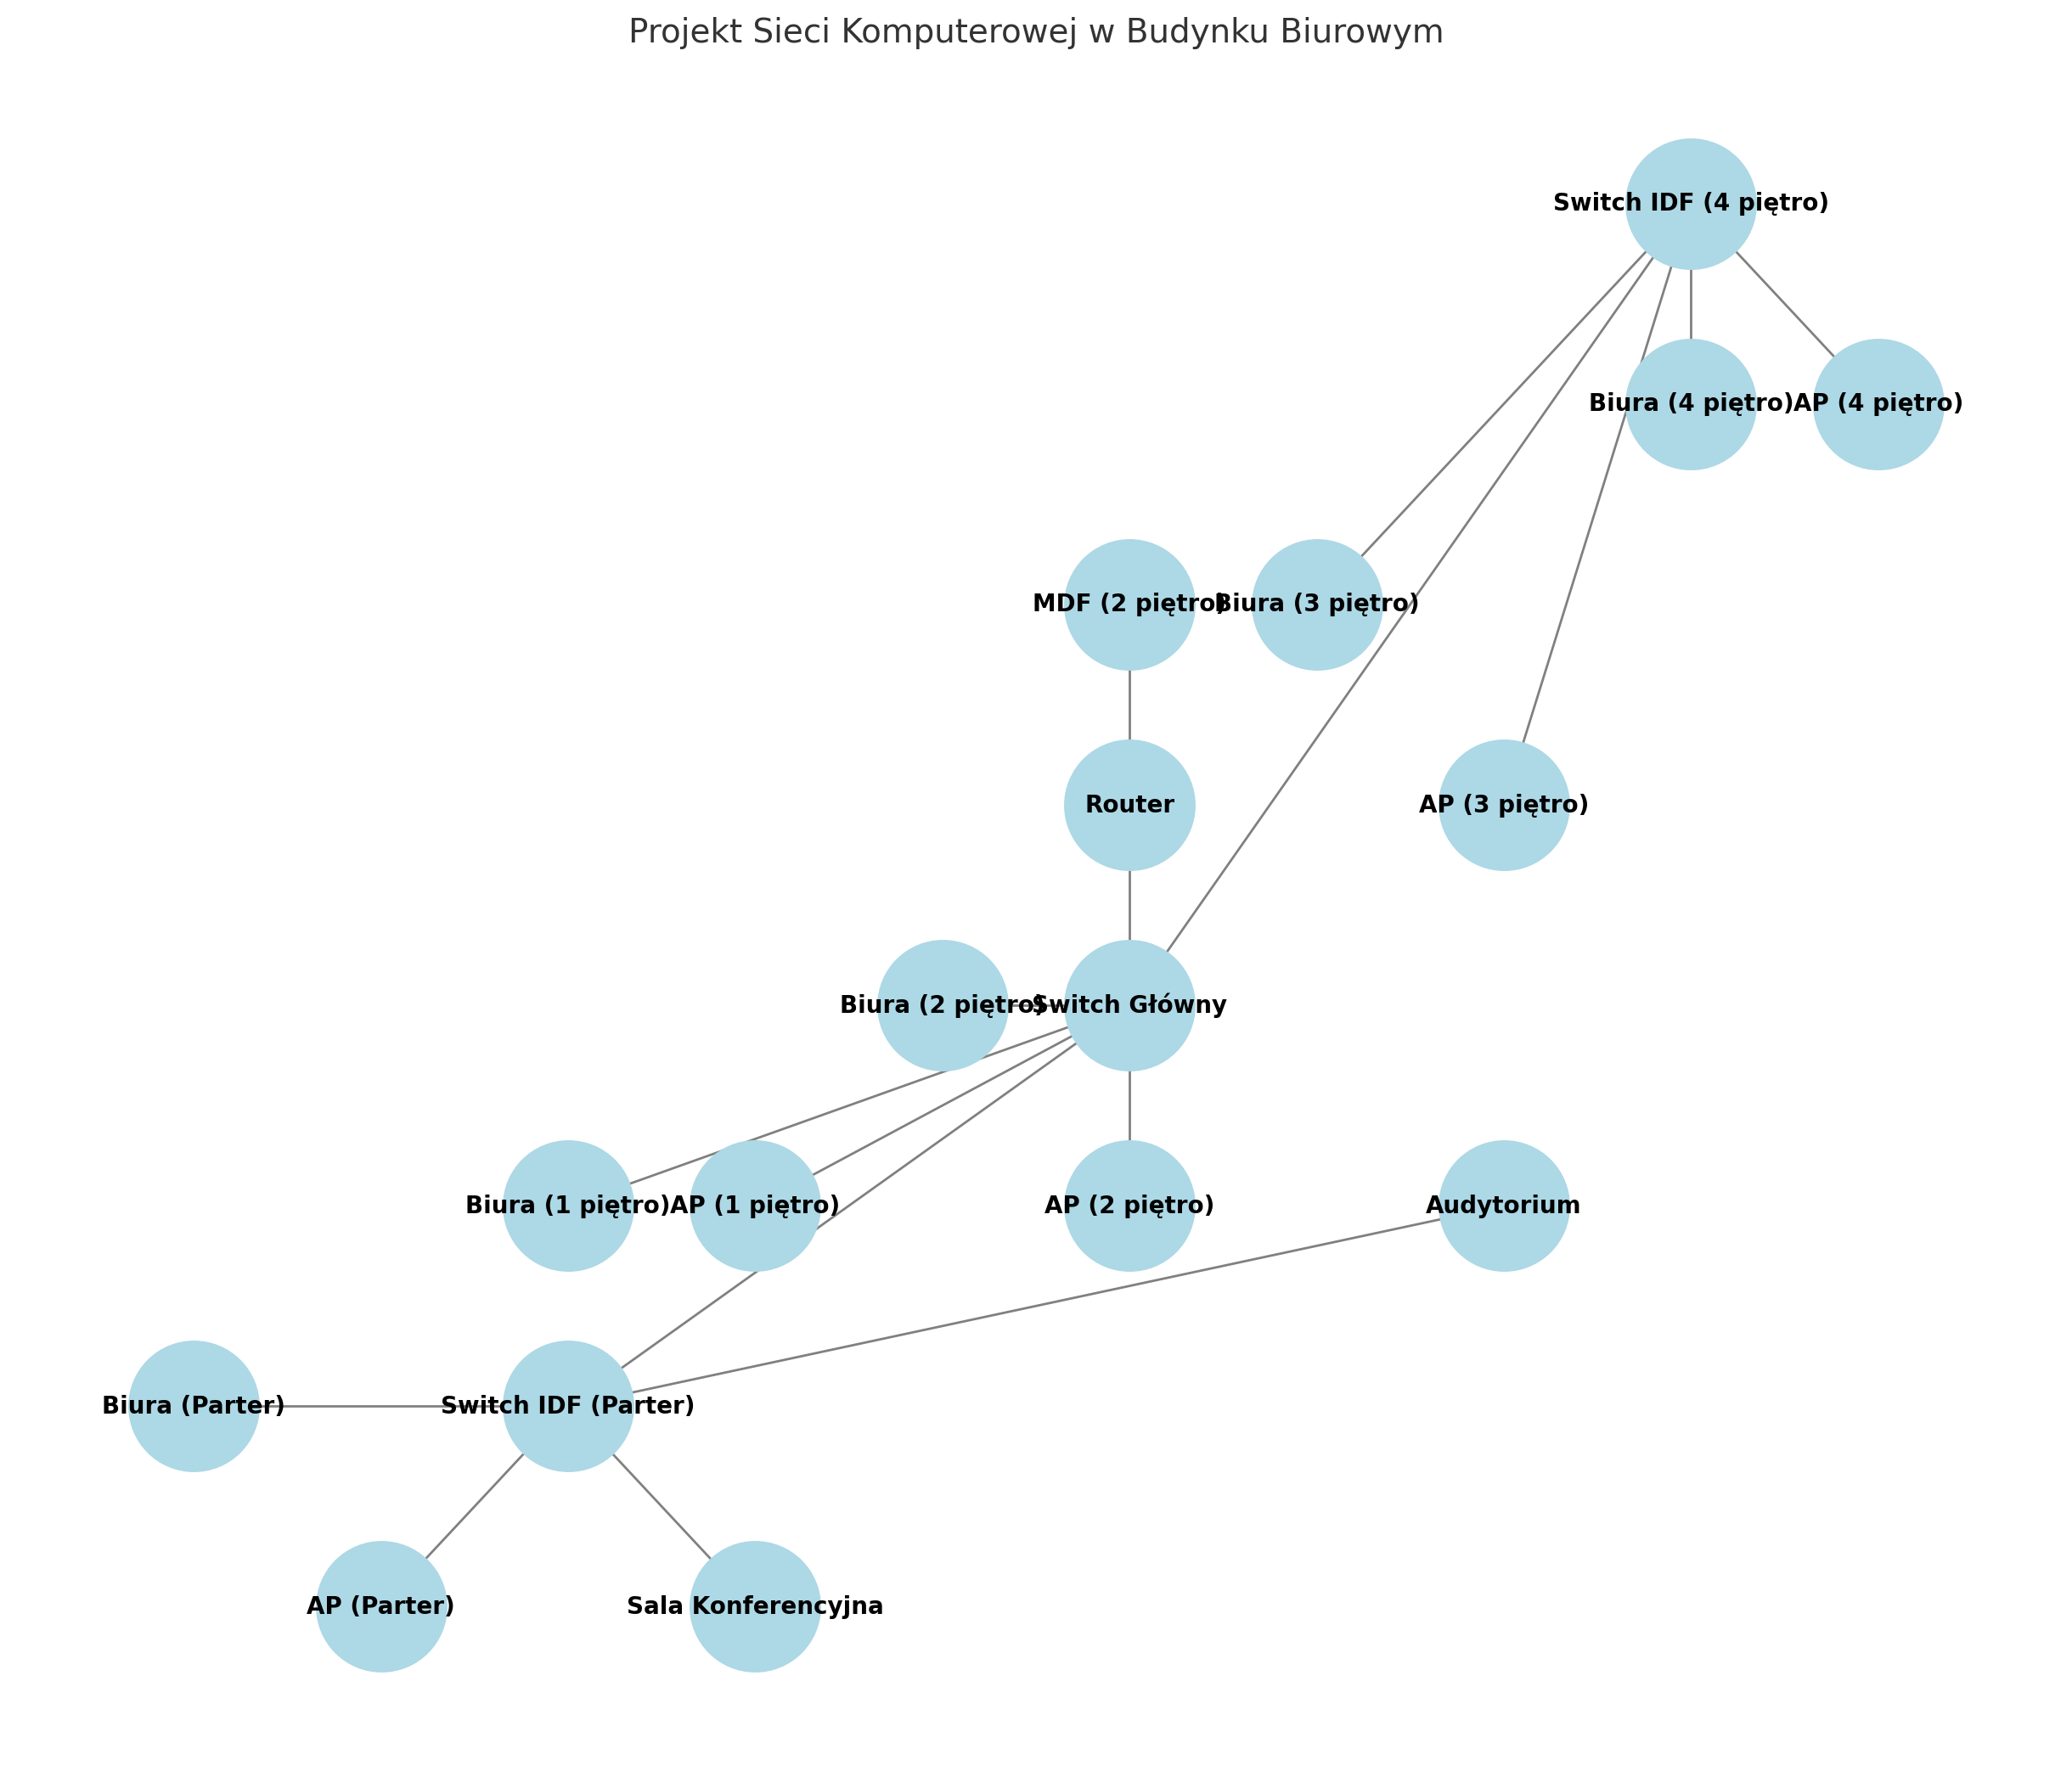 Projekt Sieci Komputerowej w Budynku Biurowym
Switch IDF (4 piętro)
Biura (4 piętro)
AP (4 piętro)
MDF (2 piętro)
Biura (3 piętro)
Router
AP (3 piętro)
Biura (2 piętro)
Switch Główny
Biura (1 piętro)
AP (1 piętro)
AP (2 piętro)
Audytorium
Biura (Parter)
Switch IDF (Parter)
AP (Parter)
Sala Konferencyjna